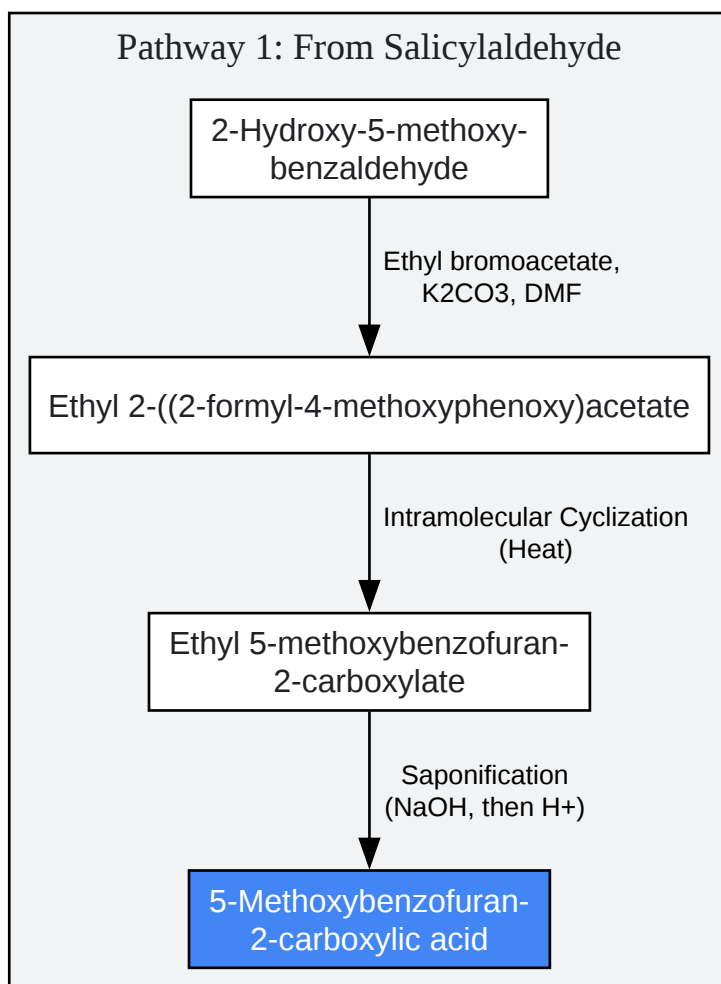 Pathway 1: From Salicylaldehyde
2-Hydroxy-5-methoxy-
benzaldehyde
Ethyl bromoacetate,
K2CO3, DMF
Ethyl 2-((2-formyl-4-methoxyphenoxy)acetate
Intramolecular Cyclization
(Heat)
Ethyl 5-methoxybenzofuran-
2-carboxylate
Saponification
(NaOH, then H+)
5-Methoxybenzofuran-
2-carboxylic acid